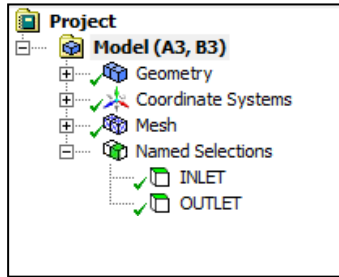 Project
Model (A3, B3)
Geometry
Coordinate Systems
Mesh
Named Selections
INLET
OUTLET